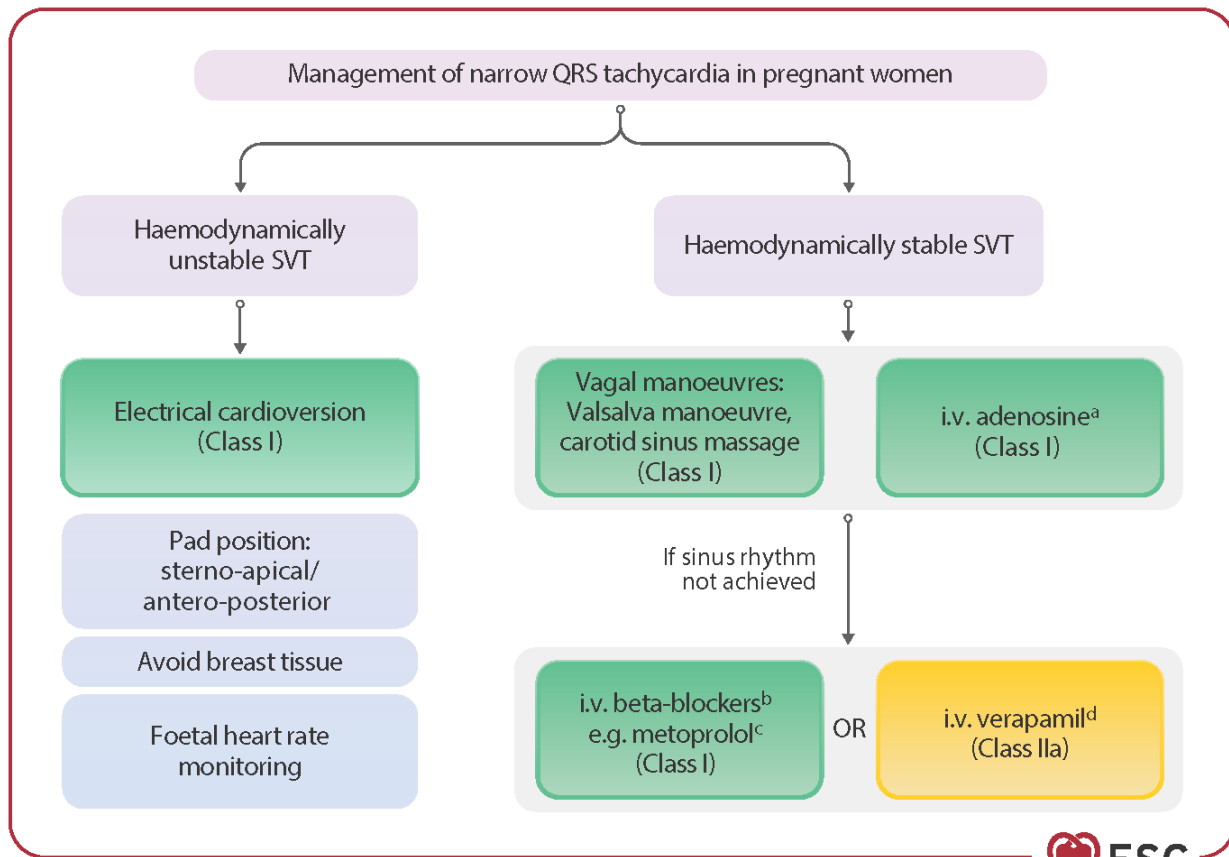 Management of narrow QRS tachycardia in pregnant women
Haemodynamically
unstable SVT
Haemodynamically stable SVT
Electrical cardioversion
(Class I)
Vagal manoeuvres:
Valsalva manoeuvre,
carotid sinus massage
(Class I)
i.v. adenosineᵃ
(Class I)
Pad position:
sterno-apical/
antero-posterior
If sinus rhythm
not achieved
Avoid breast tissue
Foetal heart rate
monitoring
i.v. beta-blockersᵇ
e.g. metoprololᶜ
(Class I)
OR
i.v. verapamilᵈ
(Class IIa)
ESC